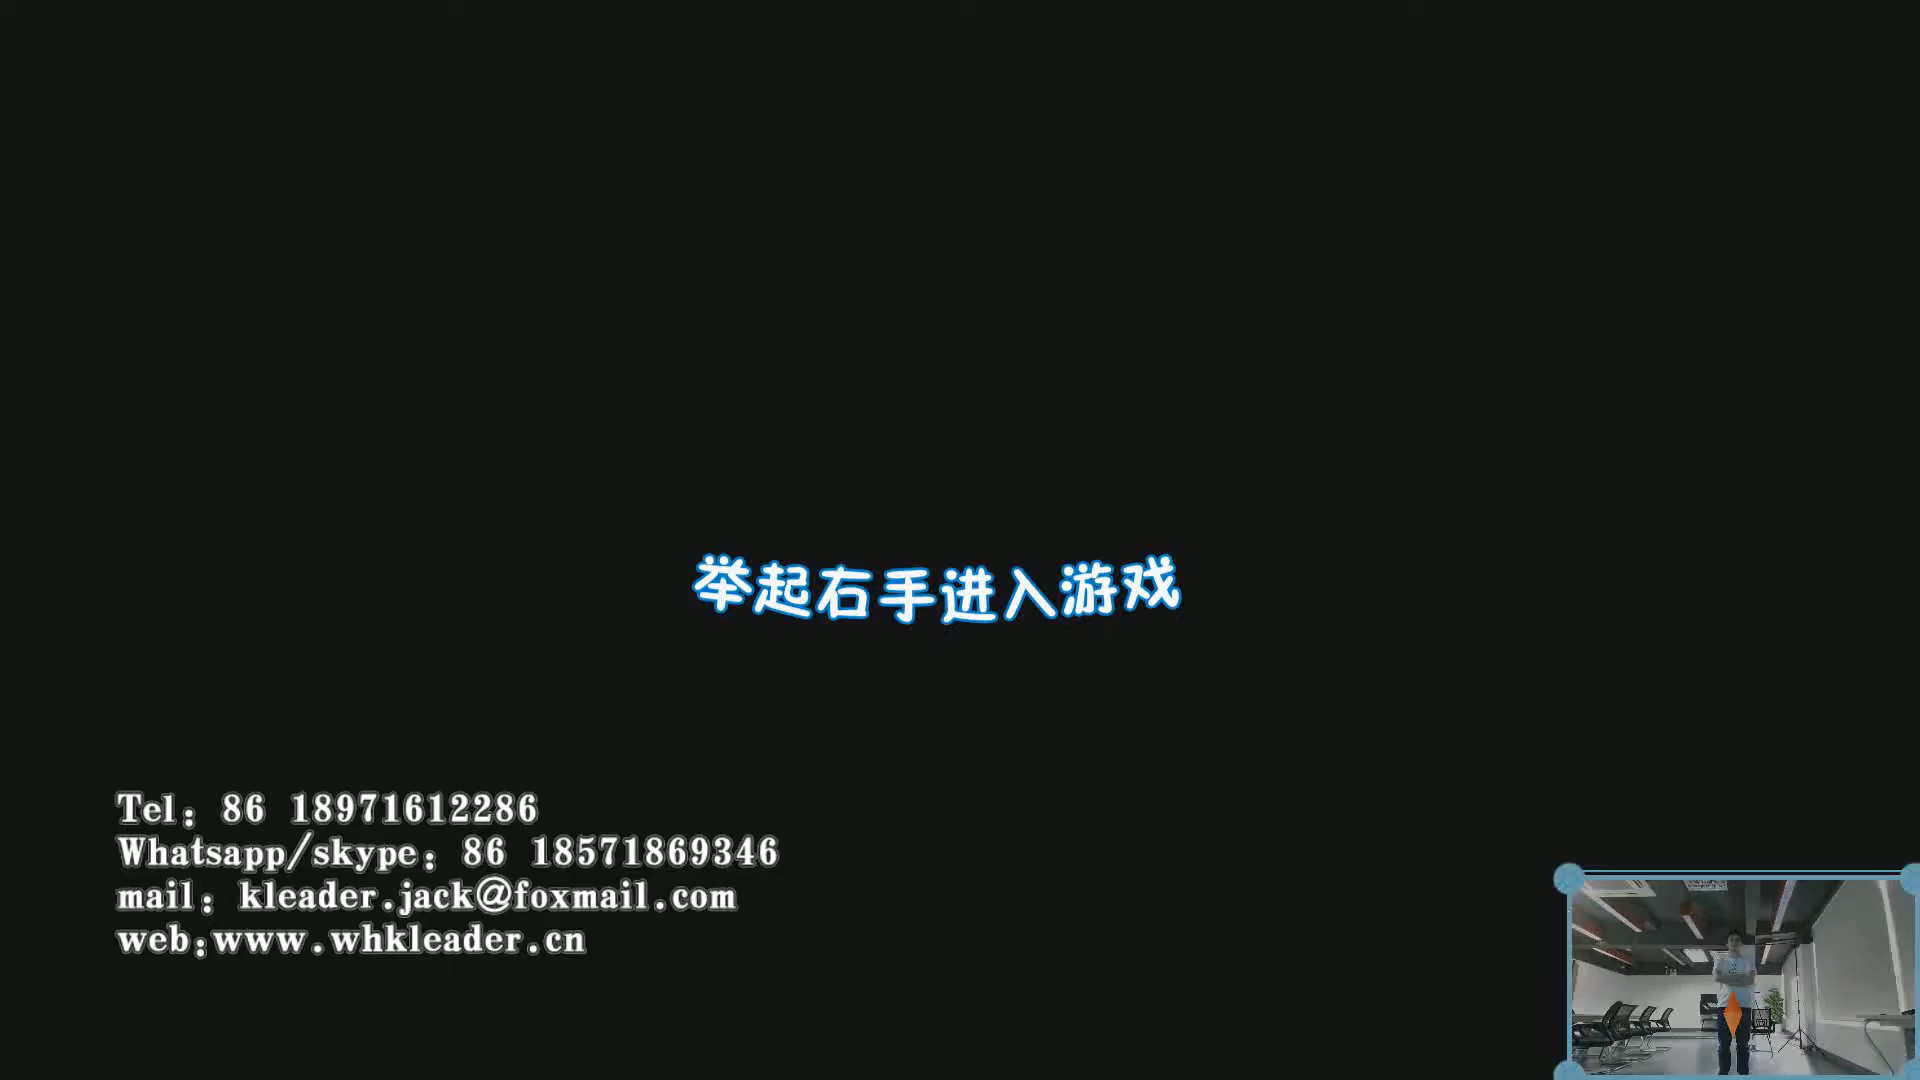 举起右手进入游戏
Tel：86 18971612286
Whatsapp/skype：86 18571869346
mail：kleader.jack@foxmail.com
web:www.whkleader.cn